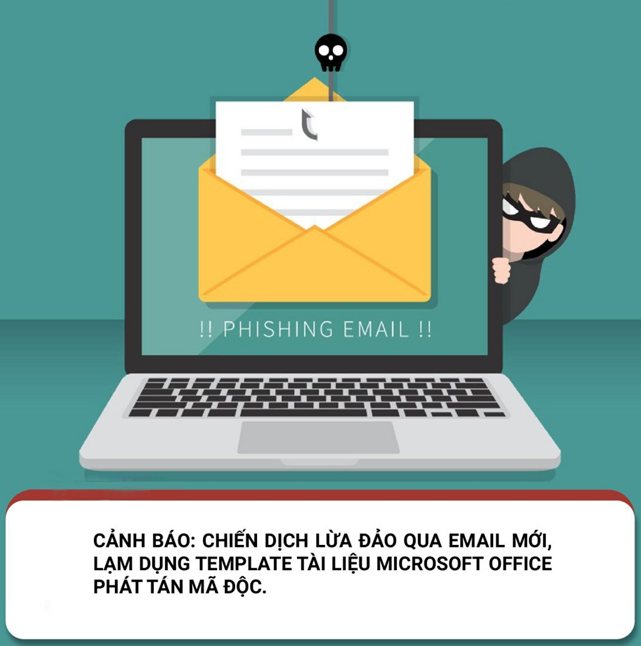 !! PHISHING EMAIL !!
CẢNH BÁO: CHIẾN DỊCH LỪA ĐẢO QUA EMAIL MỚI,
LẠM DỤNG TEMPLATE TÀI LIỆU MICROSOFT OFFICE
PHÁT TÁN MÃ ĐỘC.